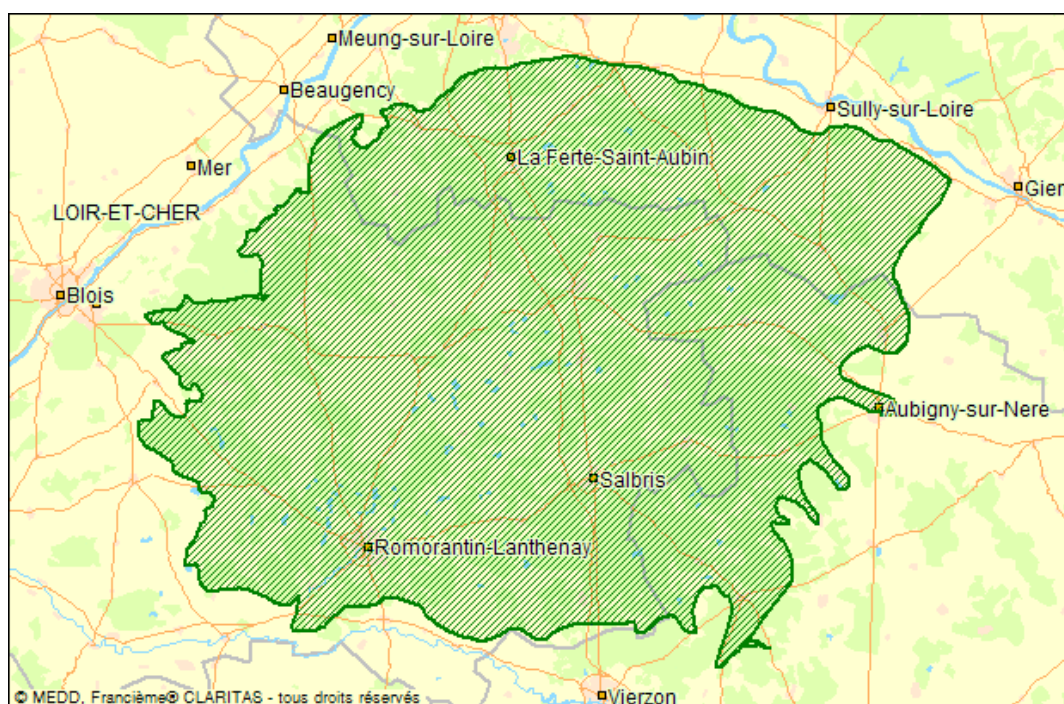 Meung-sur-Loire
Beaugency
Sully-sur-Loire
La Ferte-Saint-Aubin
Mer
Gien
LOIR-ET-CHER
Blois
Aubigny-sur-Nere
Salbris
Romorantin-Lanthenay
Vierzon
© MEDD, Francième® CLARITAS - tous droits réservés